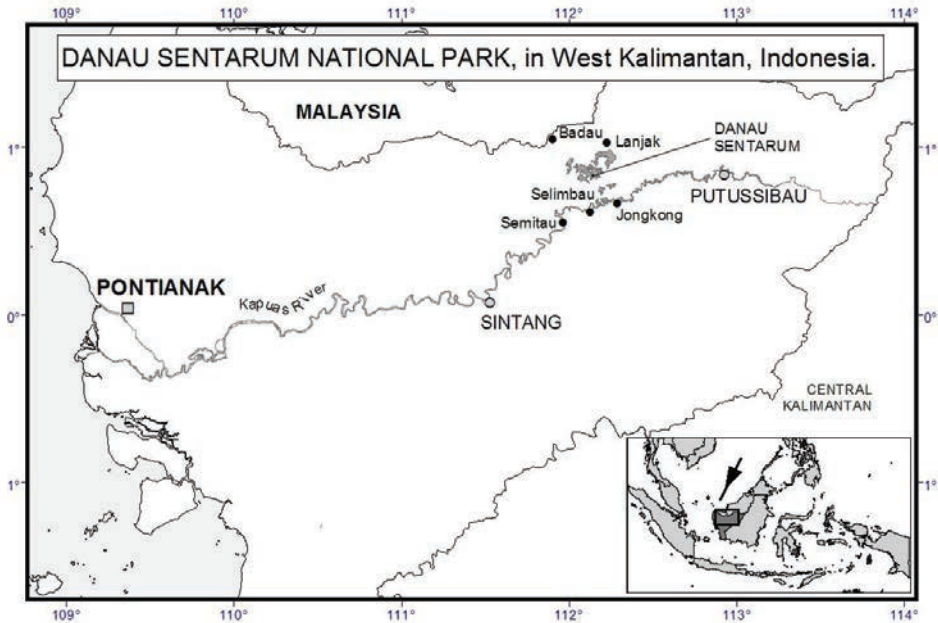 109°
110°
111°
112°
113°
114°
DANAU SENTARUM NATIONAL PARK, in West Kalimantan, Indonesia.
MALAYSIA
Badau
Lanjak
DANAU
SENTARUM
1°
1°
Selimbau
PUTUSSIBAU
Semitau
Jongkong
PONTIANAK
Kapuas River
0°
0°
SINTANG
CENTRAL
KALIMANTAN
1°
1°
109°
110°
111°
112°
113°
114°